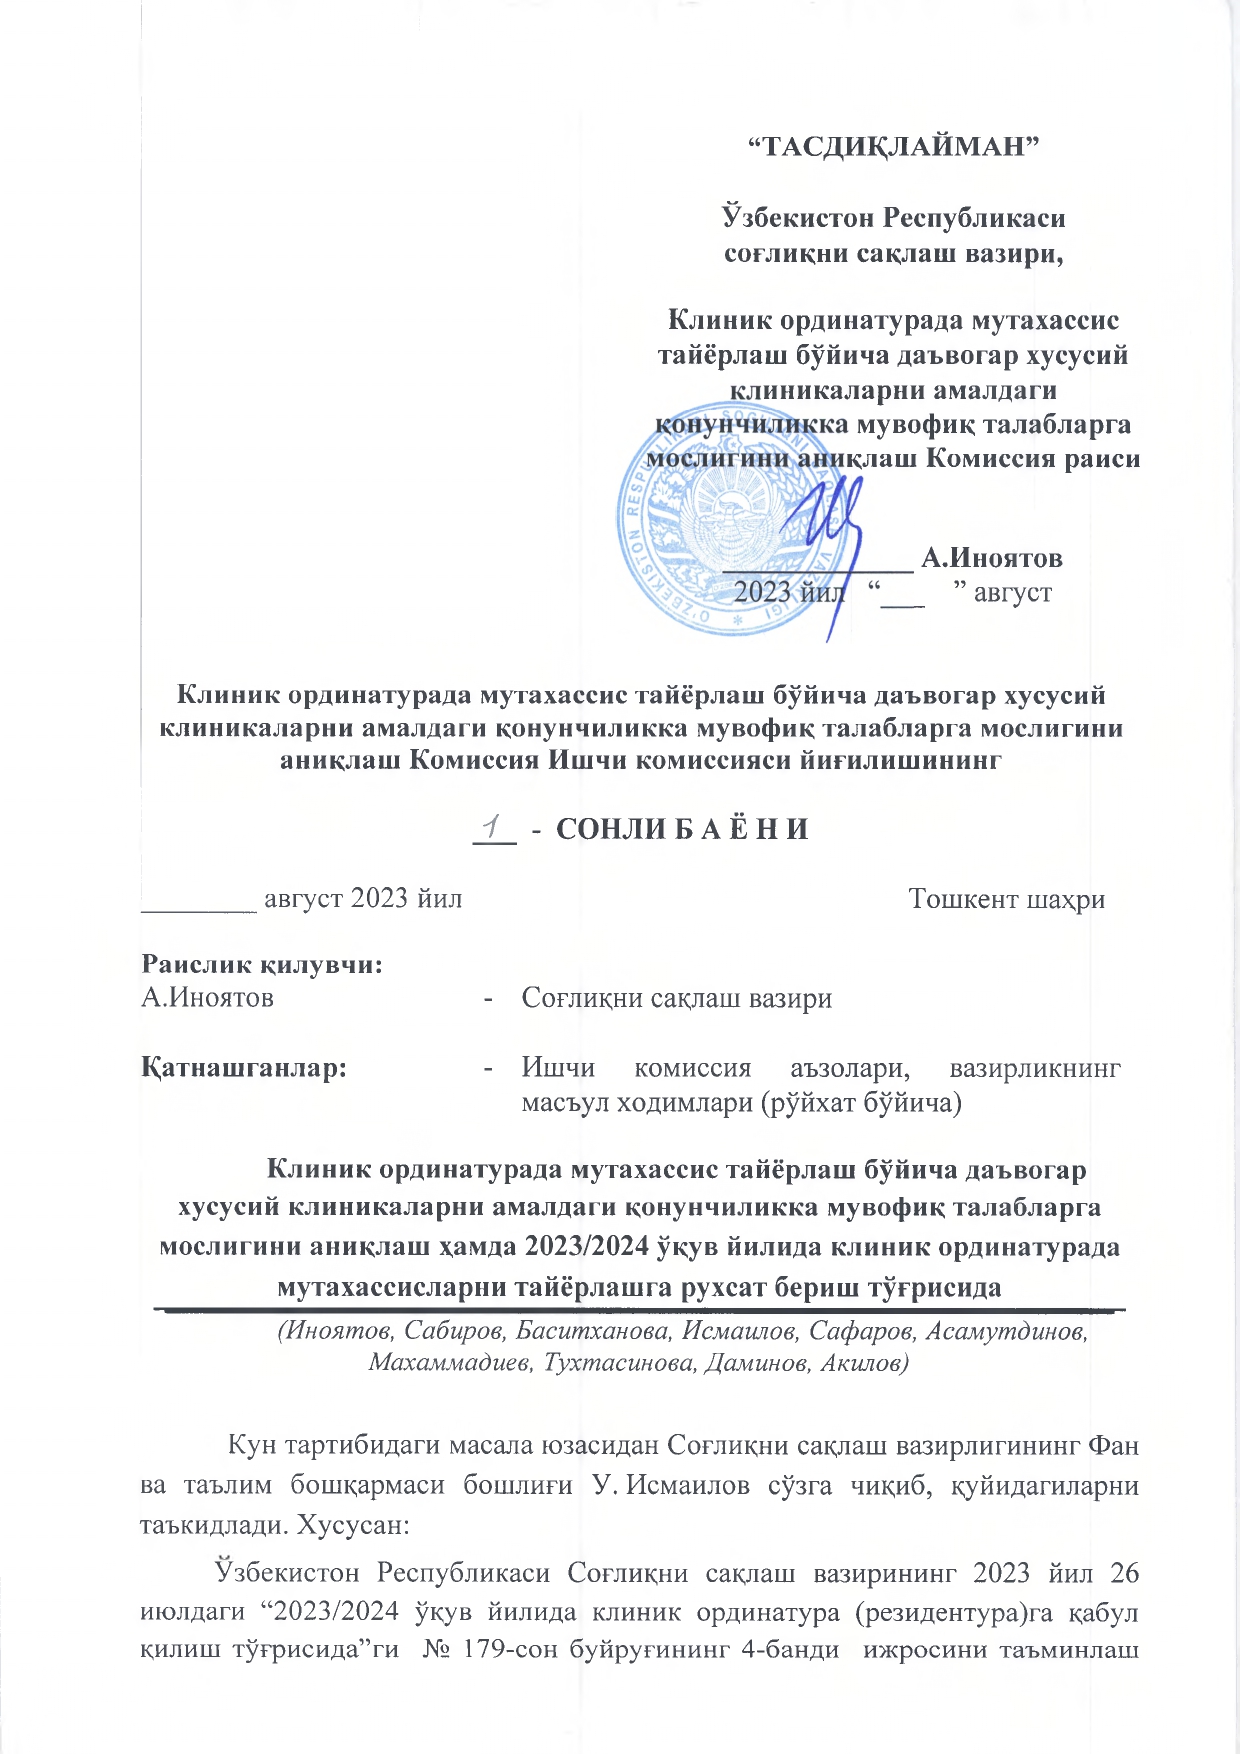 “ТАСДИҚЛАЙМАН”
Ўзбекистон Республикаси
соғлиқни сақлаш вазири,
Клиник ординатурада мутахассис
тайёрлаш бўйича даъвогар хусусий
клиникаларни амалдаги
қонунчиликка мувофиқ талабларга
мослигини аниқлаш Комиссия раиси
_____________ А.Иноятов
2023 йил “___ ” август
Клиник ординатурада мутахассис тайёрлаш бўйича даъвогар хусусий
клиникаларни амалдаги қонунчиликка мувофиқ талабларга мослигини
аниқлаш Комиссия Ишчи комиссияси йиғилишининг
1 - СОНЛИ Б А Ё Н И
________ август 2023 йил Тошкент шаҳри
Раислик қилувчи:
А.Иноятов - Соғлиқни сақлаш вазири
Қатнашганлар: - Ишчи комиссия аъзолари, вазирликнинг
масъул ходимлари (рўйхат бўйича)
Клиник ординатурада мутахассис тайёрлаш бўйича даъвогар
хусусий клиникаларни амалдаги қонунчиликка мувофиқ талабларга
мослигини аниқлаш ҳамда 2023/2024 ўқув йилида клиник ординатурада
мутахассисларни тайёрлашга рухсат бериш тўғрисида
(Иноятов, Сабиров, Баситханова, Исмаилов, Сафаров, Асамутдинов,
Махаммадиев, Тухтасинова, Даминов, Акилов)
Кун тартибидаги масала юзасидан Соғлиқни сақлаш вазирлигининг Фан
ва таълим бошқармаси бошлиғи У. Исмаилов сўзга чиқиб, қуйидагиларни
таъкидлади. Хусусан:
Ўзбекистон Республикаси Соғлиқни сақлаш вазирининг 2023 йил 26
июлдаги “2023/2024 ўқув йилида клиник ординатура (резидентура)га қабул
қилиш тўғрисида”ги № 179-сон буйруғининг 4-банди ижросини таъминлаш